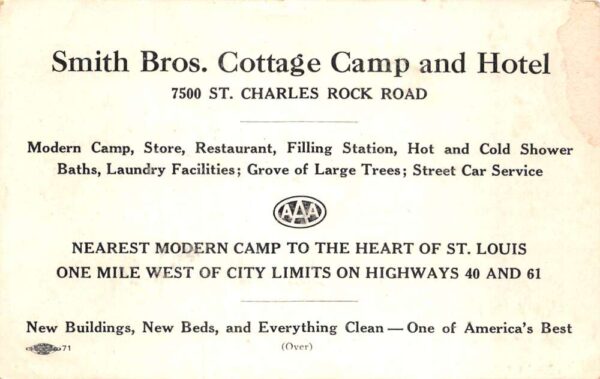 Smith Bros. Cottage Camp and Hotel
7500 ST. CHARLES ROCK ROAD
Modern Camp, Store, Restaurant, Filling Station, Hot and Cold Shower
Baths, Laundry Facilities; Grove of Large Trees; Street Car Service
AAA
NEAREST MODERN CAMP TO THE HEART OF ST. LOUIS
ONE MILE WEST OF CITY LIMITS ON HIGHWAYS 40 AND 61
New Buildings, New Beds, and Everything Clean — One of America's Best
(Over)
71